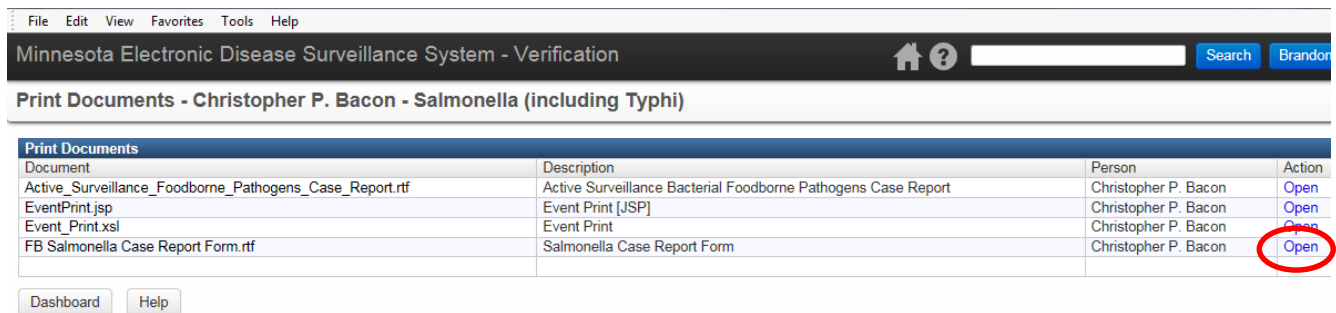 File Edit View Favorites Tools Help
Minnesota Electronic Disease Surveillance System - Verification ? Search Brandon
Print Documents - Christopher P. Bacon - Salmonella (including Typhi)
Print Documents
Document Description Person Action
Active_Surveillance_Foodborne_Pathogens_Case_Report.rtf Active Surveillance Bacterial Foodborne Pathogens Case Report Christopher P. Bacon Open
EventPrint.jsp Event Print [JSP] Christopher P. Bacon Open
Event_Print.xsl Event Print Christopher P. Bacon Open
FB Salmonella Case Report Form.rtf Salmonella Case Report Form Christopher P. Bacon Open
Dashboard Help